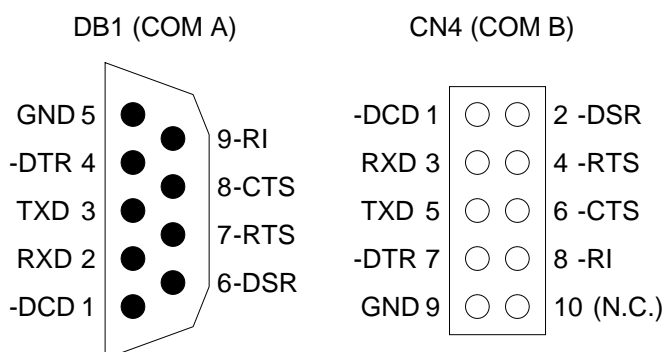 DB1 (COM A)
GND 5
9-RI
-DTR 4
8-CTS
TXD 3
7-RTS
RXD 2
6-DSR
-DCD 1
CN4 (COM B)
-DCD 1
2 -DSR
RXD 3
4 -RTS
TXD 5
6 -CTS
-DTR 7
8 -RI
GND 9
10 (N.C.)